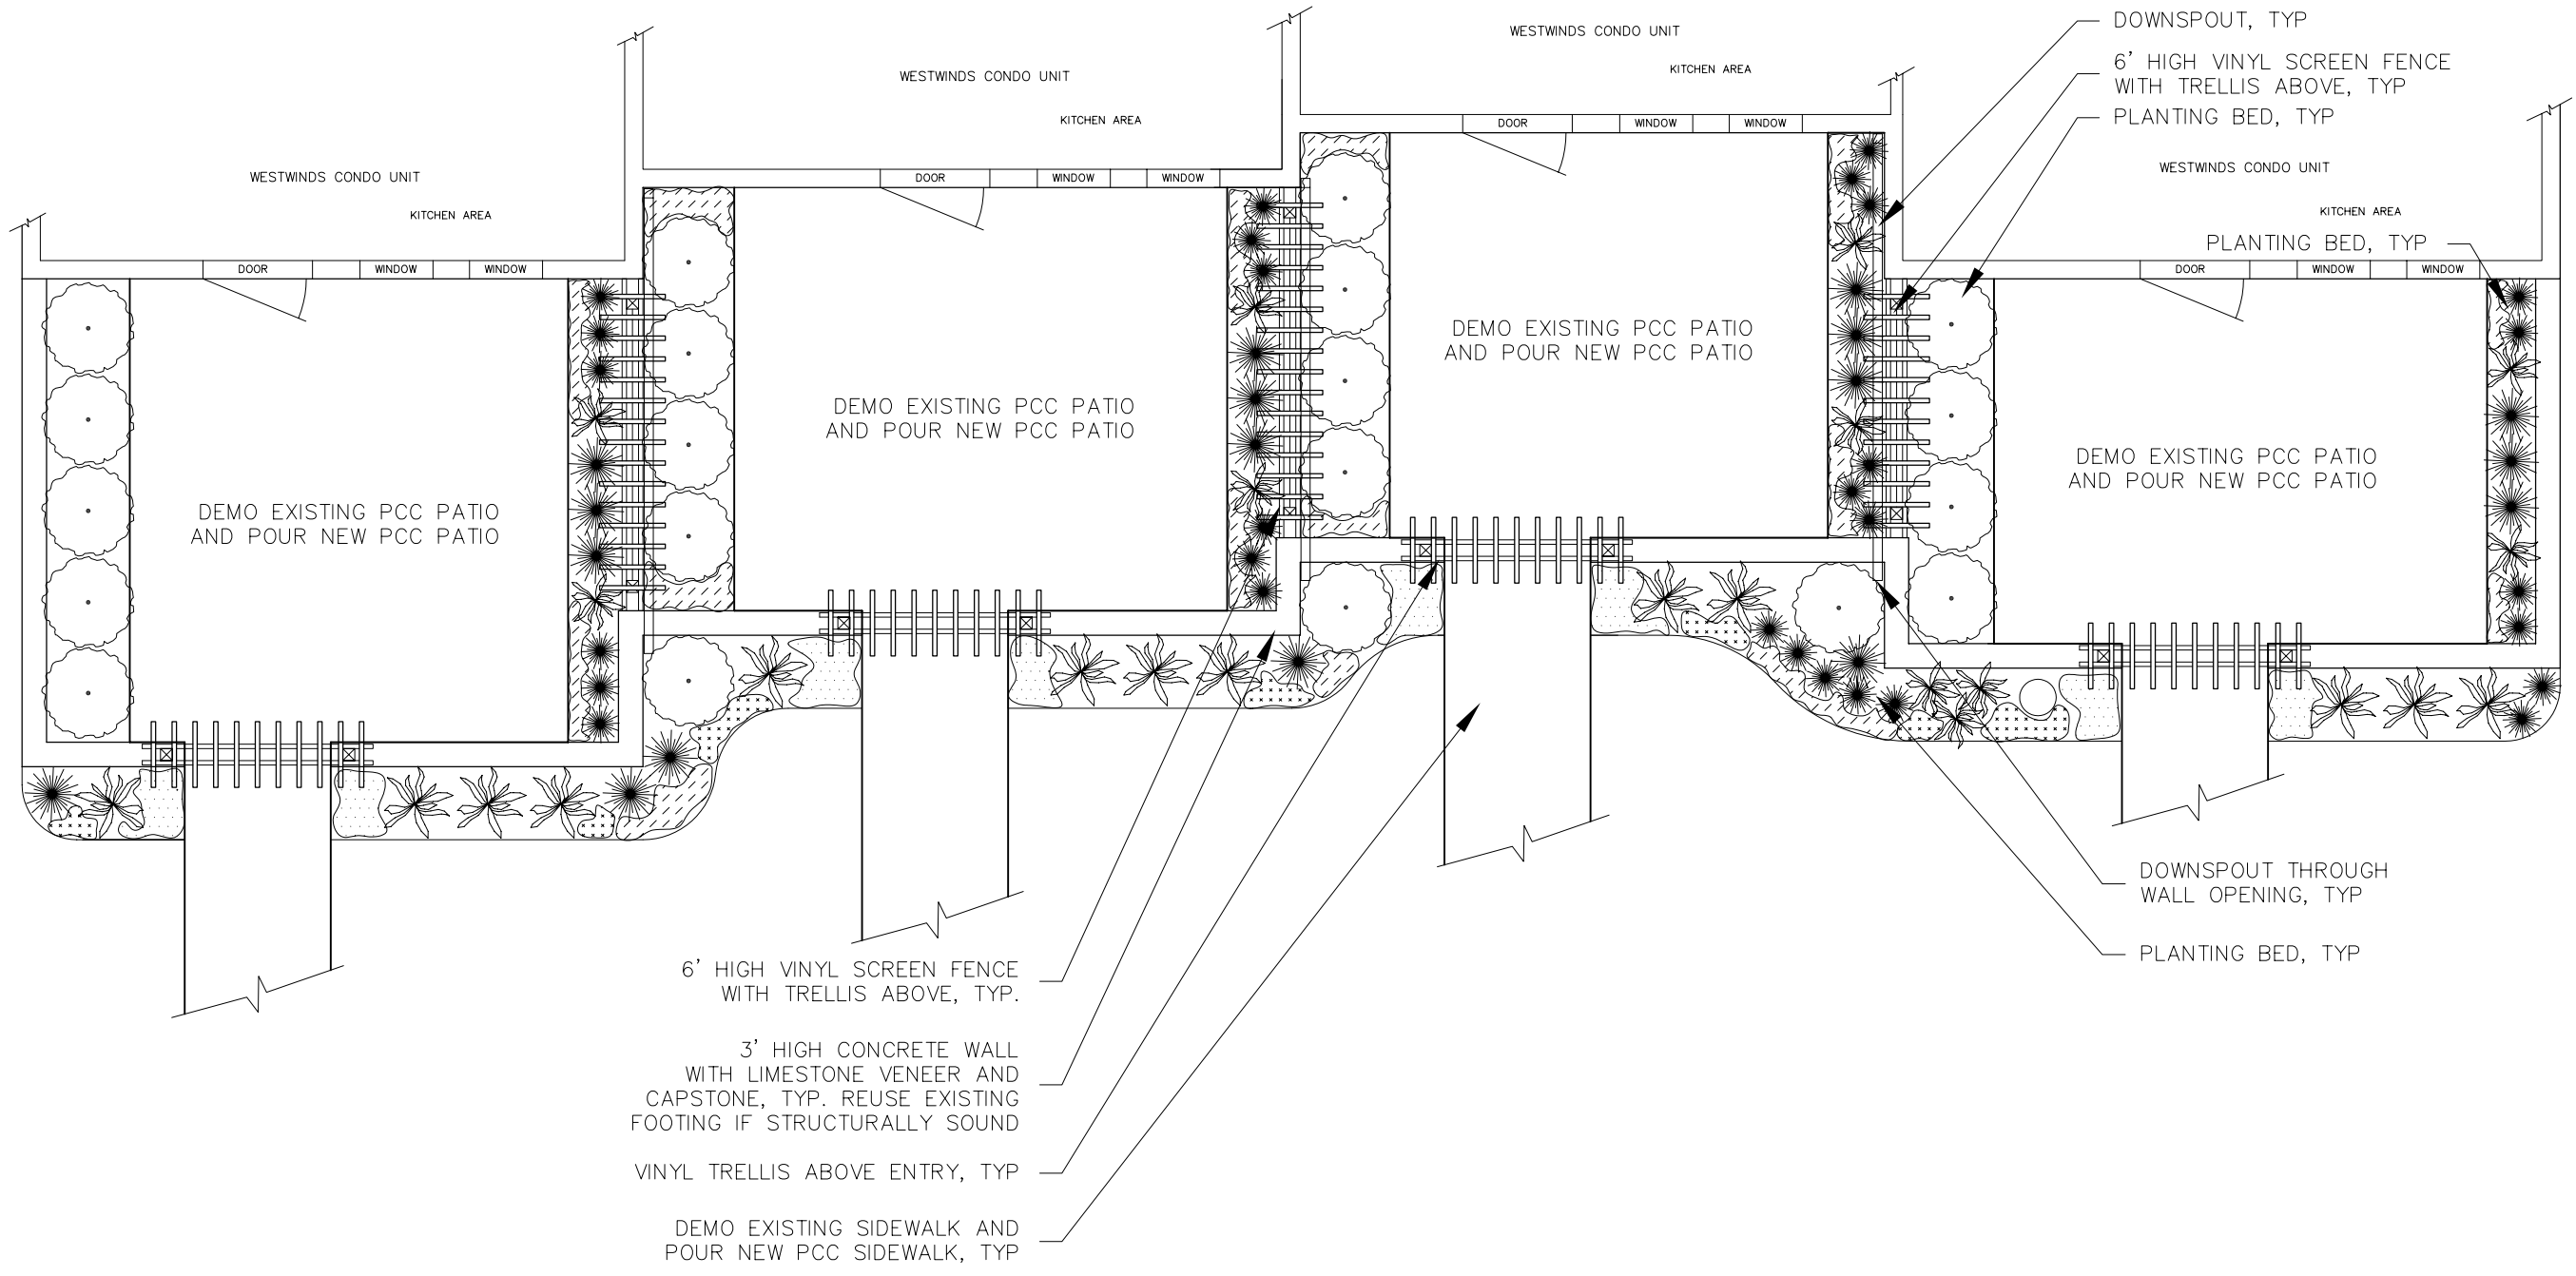 WESTWINDS CONDO UNIT
KITCHEN AREA
DOOR
WINDOW
WINDOW
DEMO EXISTING PCC PATIO
AND POUR NEW PCC PATIO
WESTWINDS CONDO UNIT
KITCHEN AREA
DOOR
WINDOW
WINDOW
DEMO EXISTING PCC PATIO
AND POUR NEW PCC PATIO
WESTWINDS CONDO UNIT
KITCHEN AREA
DOOR
WINDOW
WINDOW
DEMO EXISTING PCC PATIO
AND POUR NEW PCC PATIO
DOWNSPOUT, TYP
6' HIGH VINYL SCREEN FENCE
WITH TRELLIS ABOVE, TYP
PLANTING BED, TYP
WESTWINDS CONDO UNIT
KITCHEN AREA
PLANTING BED, TYP
DOOR
WINDOW
WINDOW
DEMO EXISTING PCC PATIO
AND POUR NEW PCC PATIO
DOWNSPOUT THROUGH
WALL OPENING, TYP
PLANTING BED, TYP
6' HIGH VINYL SCREEN FENCE
WITH TRELLIS ABOVE, TYP.
3' HIGH CONCRETE WALL
WITH LIMESTONE VENEER AND
CAPSTONE, TYP. REUSE EXISTING
FOOTING IF STRUCTURALLY SOUND
VINYL TRELLIS ABOVE ENTRY, TYP
DEMO EXISTING SIDEWALK AND
POUR NEW PCC SIDEWALK, TYP